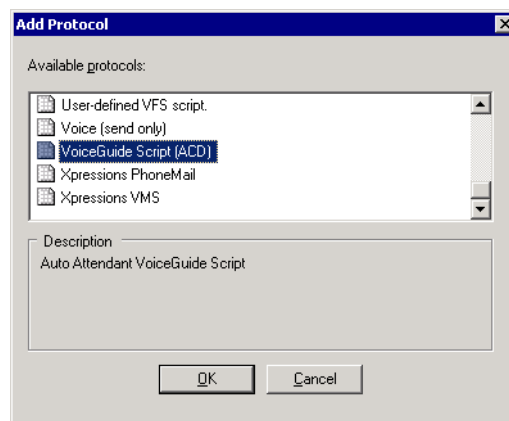 Add Protocol
Available protocols:
User-defined VFS script.
Voice (send only)
VoiceGuide Script (ACD)
Xpressions PhoneMail
Xpressions VMS
Description
Auto Attendant VoiceGuide Script
OK
Cancel